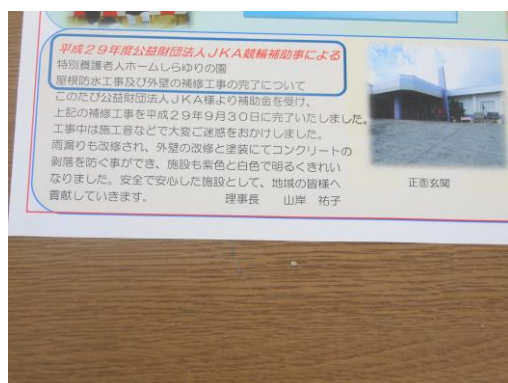 平成29年度公益財団法人JKA競輪補助事による
特別養護老人ホームしらゆりの園
屋根防水工事及び外壁の補修工事の完了について
このたび公益財団法人JKA様より補助金を受け、
上記の補修工事を平成29年9月30日に完了いたしました。
工事中は施工音などで大変ご迷惑をおかけしました。
雨漏りも改修され、外壁の改修と塗装にてコンクリートの
剥落を防ぐ事ができ、施設も紫色と白色で明るくきれい
なりました。安全で安心した施設として、地域の皆様へ
貢献していきます。 理事長 山岸 祐子
正面玄関